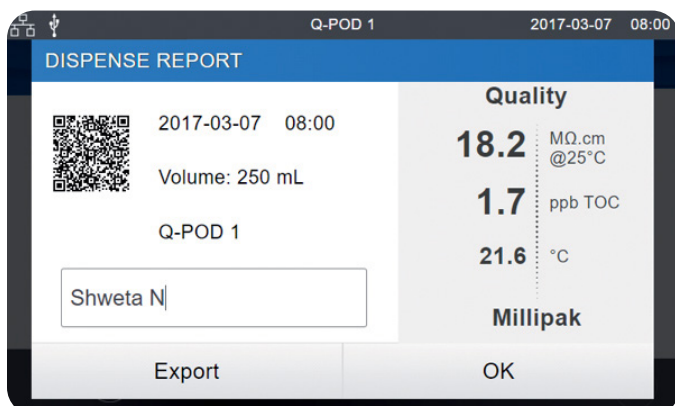 Q-POD 1 2017-03-07 08:00
DISPENSE REPORT
2017-03-07 08:00
Volume: 250 mL
Q-POD 1
Shweta N
Quality
18.2 MΩ.cm @25°C
1.7 ppb TOC
21.6 °C
Millipak
Export OK